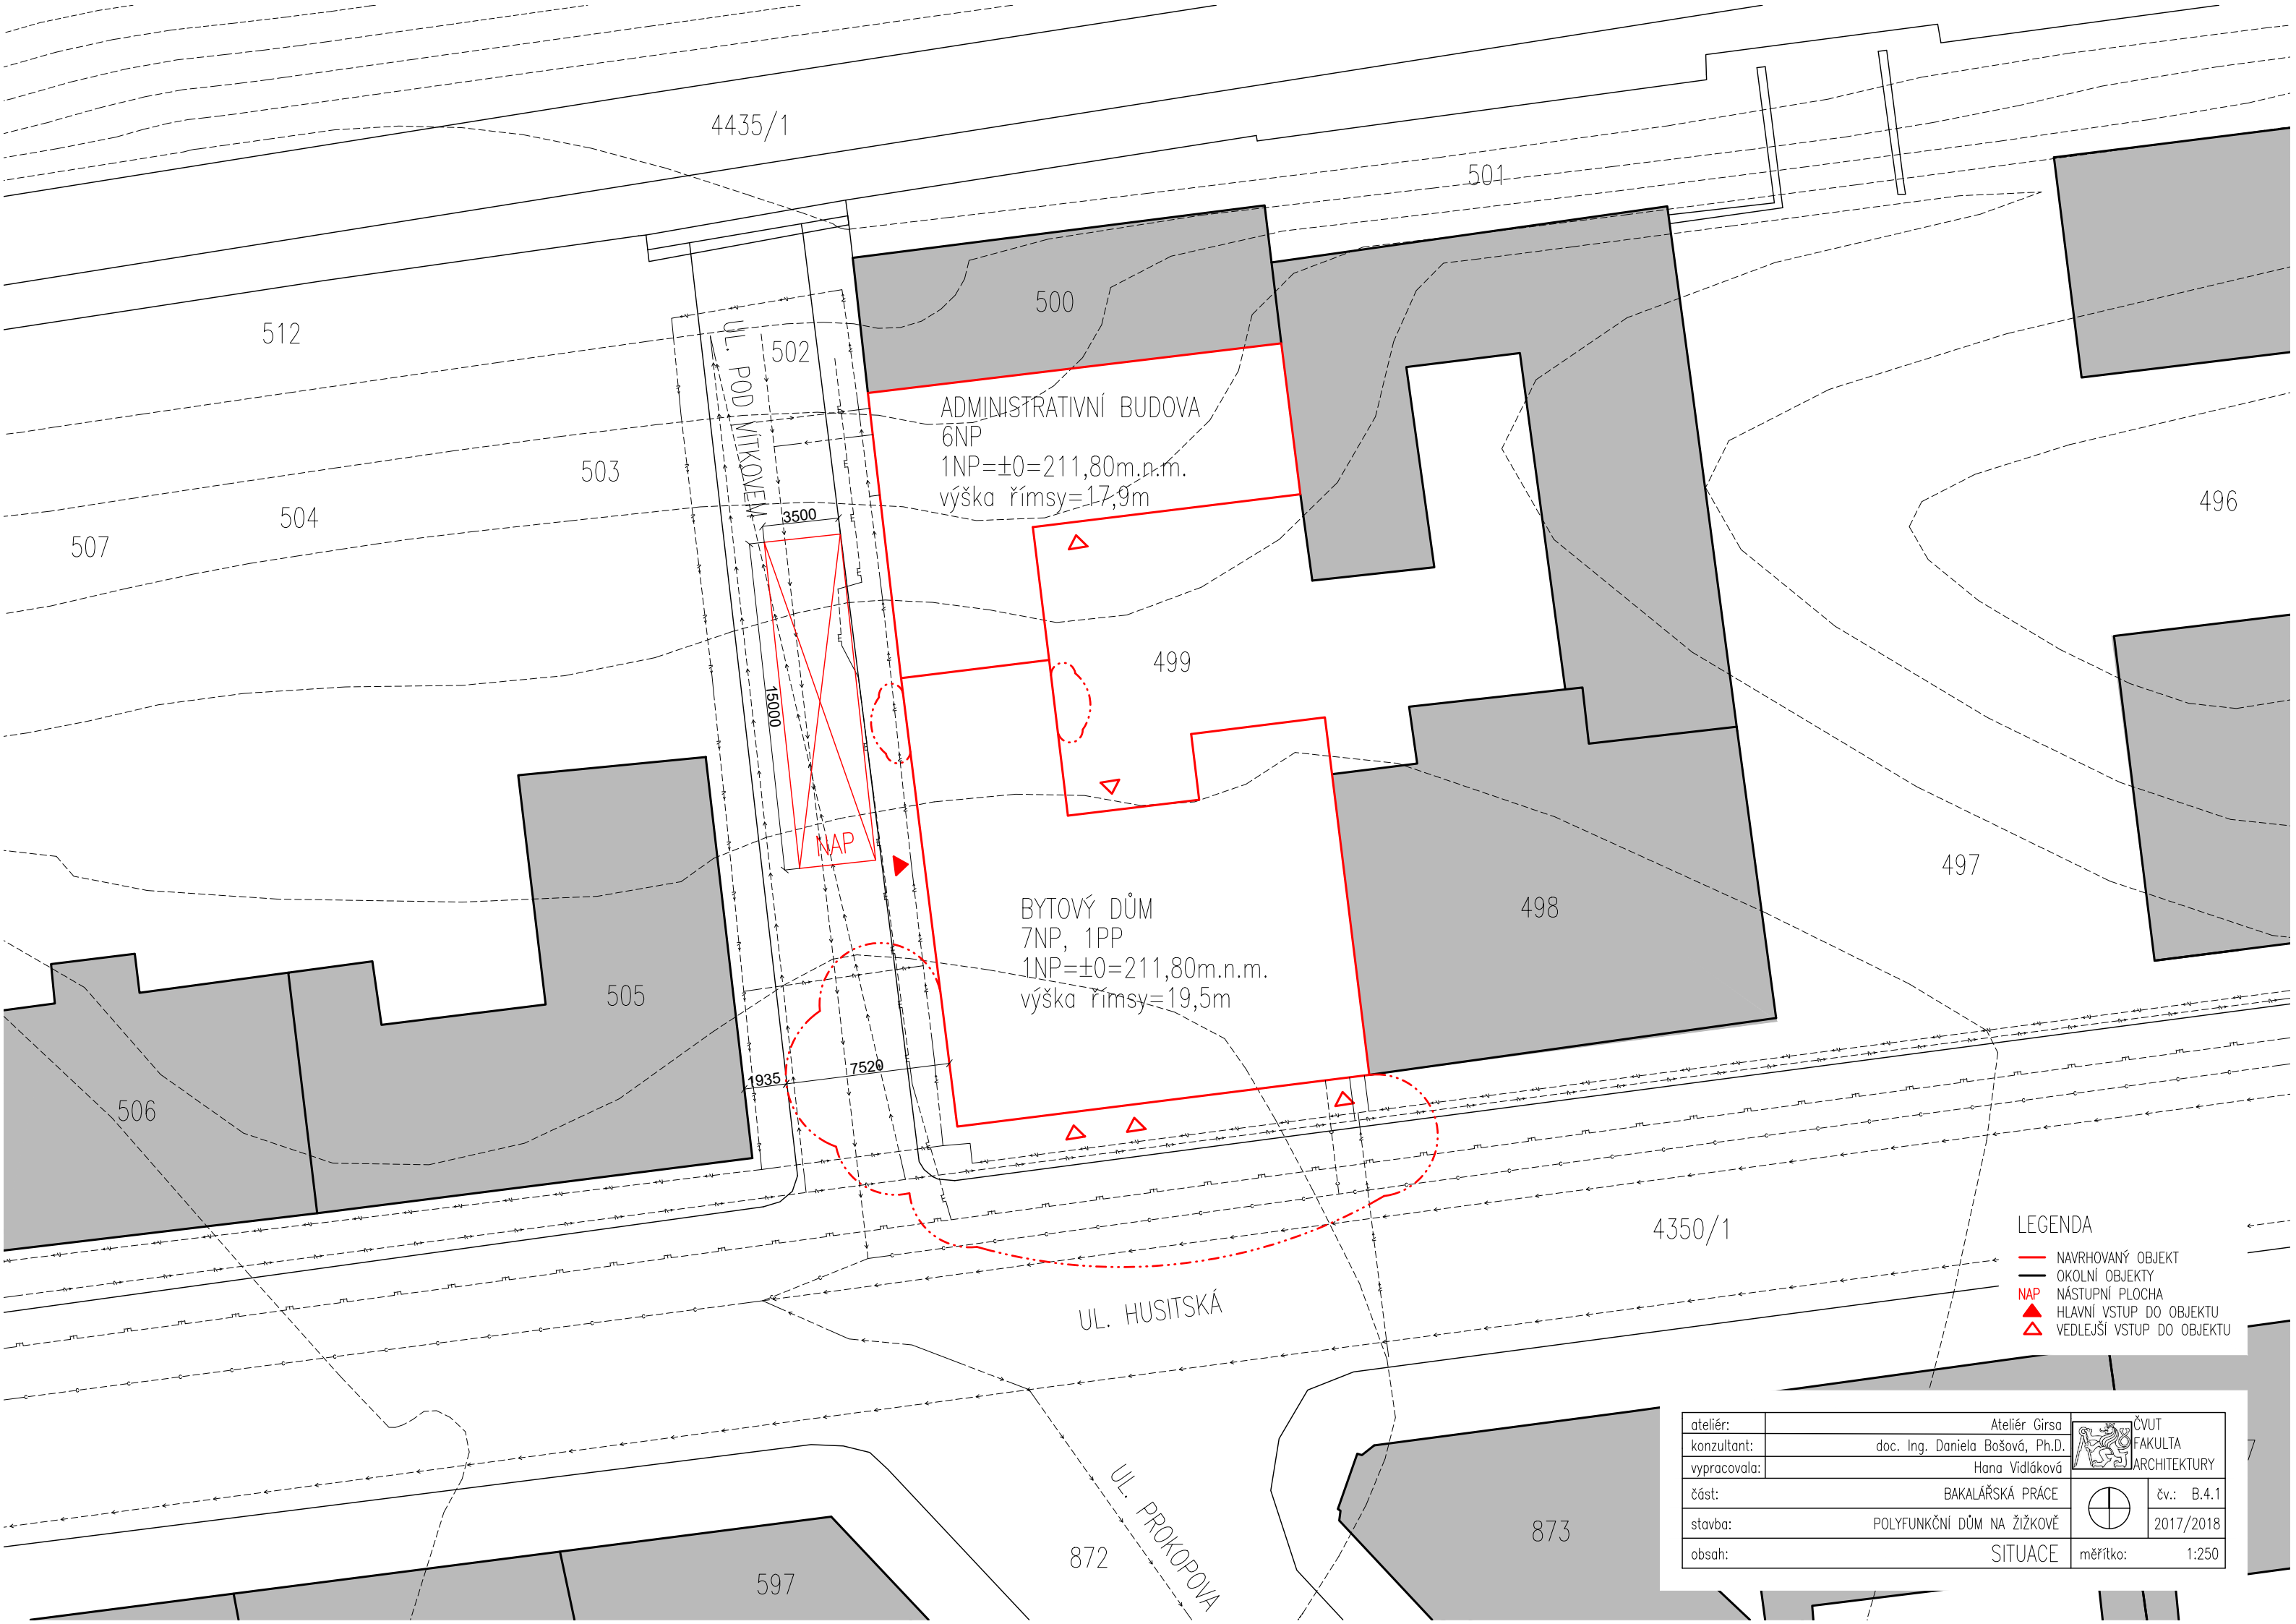 4435/1
501
512
500
502
UL. POD VÍTKOVEM
ADMINISTRATIVNÍ BUDOVA
6NP
1NP=±0=211,80m.n.m.
výška římsy=17,9m
503
504
507
496
3500
15000
499
NAP
BYTOVÝ DŮM
7NP, 1PP
1NP=±0=211,80m.n.m.
výška římsy=19,5m
498
497
505
506
1935
7520
4350/1
UL. HUSITSKÁ
UL. PROKOPOVA
872
873
597
7
LEGENDA
NAVRHOVANÝ OBJEKT
OKOLNÍ OBJEKTY
NAP NÁSTUPNÍ PLOCHA
HLAVNÍ VSTUP DO OBJEKTU
VEDLEJŠÍ VSTUP DO OBJEKTU
ateliér: Ateliér Girsa
konzultant: doc. Ing. Daniela Bošová, Ph.D.
vypracovala: Hana Vidláková
ČVUT
FAKULTA
ARCHITEKTURY
část: BAKALÁŘSKÁ PRÁCE
čv.: B.4.1
stavba: POLYFUNKČNÍ DŮM NA ŽIŽKOVĚ
2017/2018
obsah: SITUACE
měřítko: 1:250